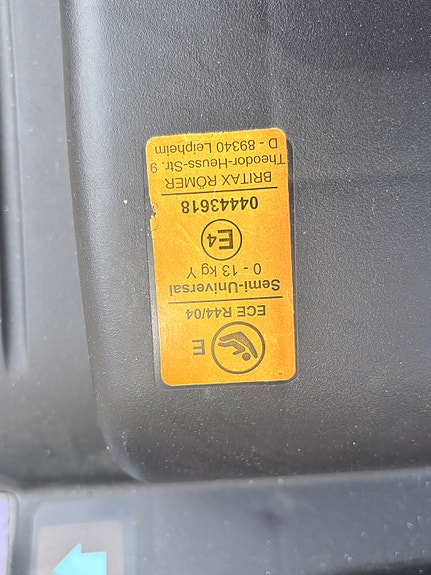 E
ECE R44/04
Semi-Universal
0 - 13 kg Y
E4
04443618
BRITAX RÖMER
Theodor-Heuss-Str. 9
D - 89340 Leipheim